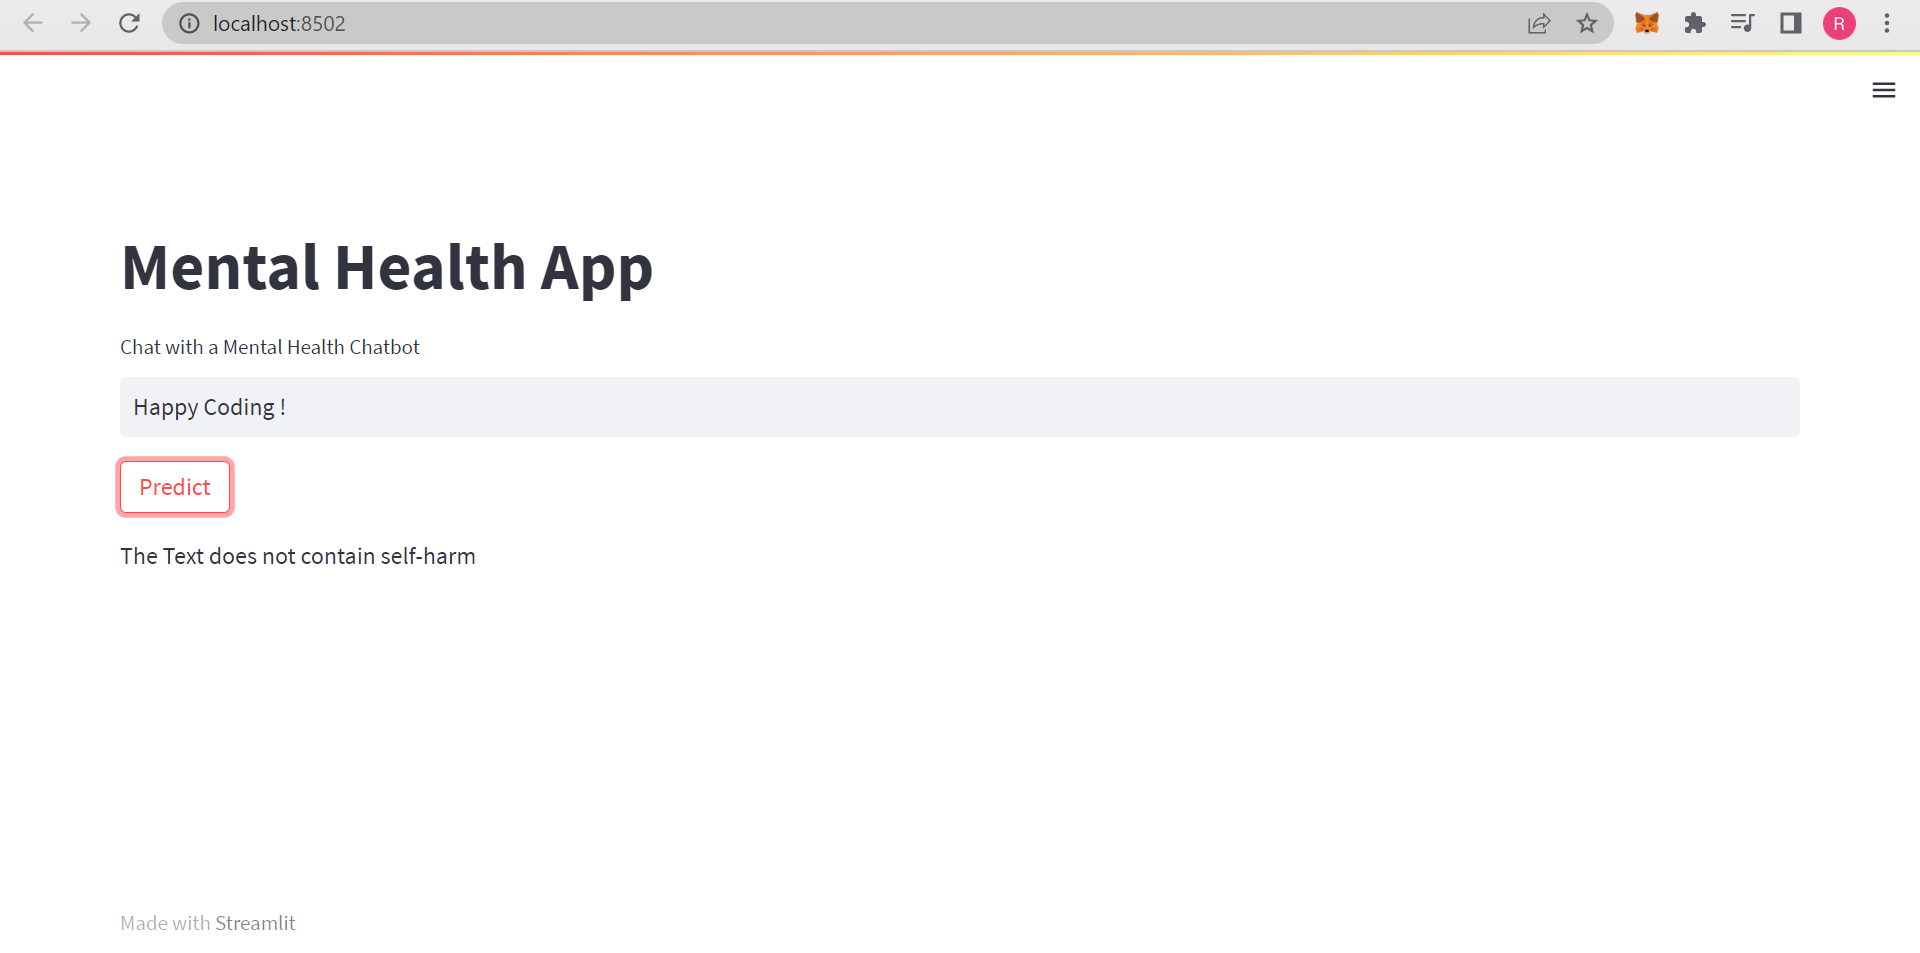 localhost:8502
R
Mental Health App
Chat with a Mental Health Chatbot
Happy Coding !
Predict
The Text does not contain self-harm
Made with Streamlit